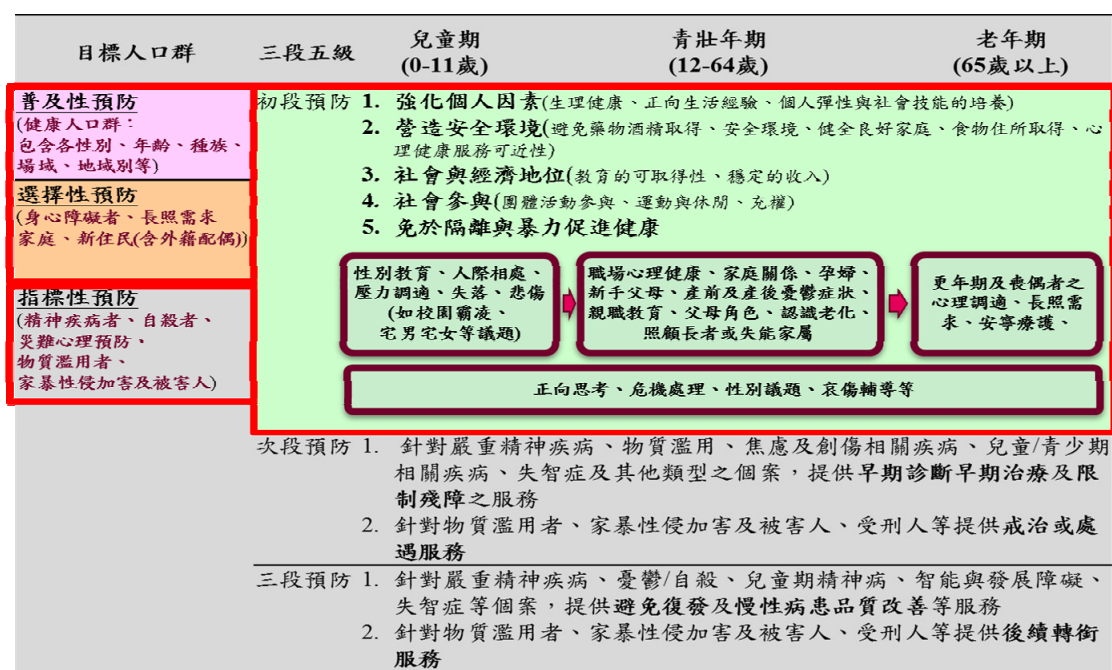 目標人口群
三段五級
兒童期
(0-11歲)
青壯年期
(12-64歲)
老年期
(65歲以上)
普及性預防
(健康人口群：
包含各性別、年齡、種族、
場域、地域別等)
選擇性預防
(身心障礙者、長照需求
家庭、新住民(含外籍配偶))
指標性預防
(精神疾病者、自殺者、
災難心理預防、
物質濫用者、
家暴性侵加害及被害人)
初段預防 1. 強化個人因素(生理健康、正向生活經驗、個人彈性與社會技能的培養)
2. 營造安全環境(避免藥物酒精取得、安全環境、健全良好家庭、食物住所取得、心
理健康服務可近性)
3. 社會與經濟地位(教育的可取得性、穩定的收入)
4. 社會參與(團體活動參與、運動與休閒、充權)
5. 免於隔離與暴力促進健康
性別教育、人際相處、
壓力調適、失落、悲傷
(如校園霸凌、
宅男宅女等議題)
職場心理健康、家庭關係、孕婦、
新手父母、產前及產後憂鬱症狀、
親職教育、父母角色、認識老化、
照顧長者或失能家屬
更年期及喪偶者之
心理調適、長照需
求、安寧療護、
正向思考、危機處理、性別議題、哀傷輔導等
次段預防 1. 針對嚴重精神疾病、物質濫用、焦慮及創傷相關疾病、兒童/青少期
相關疾病、失智症及其他類型之個案，提供早期診斷早期治療及限
制殘障之服務
2. 針對物質濫用者、家暴性侵加害及被害人、受刑人等提供戒治或處
遇服務
三段預防 1. 針對嚴重精神疾病、憂鬱/自殺、兒童期精神病、智能與發展障礙、
失智症等個案，提供避免復發及慢性病患品質改善等服務
2. 針對物質濫用者、家暴性侵加害及被害人、受刑人等提供後續轉銜
服務